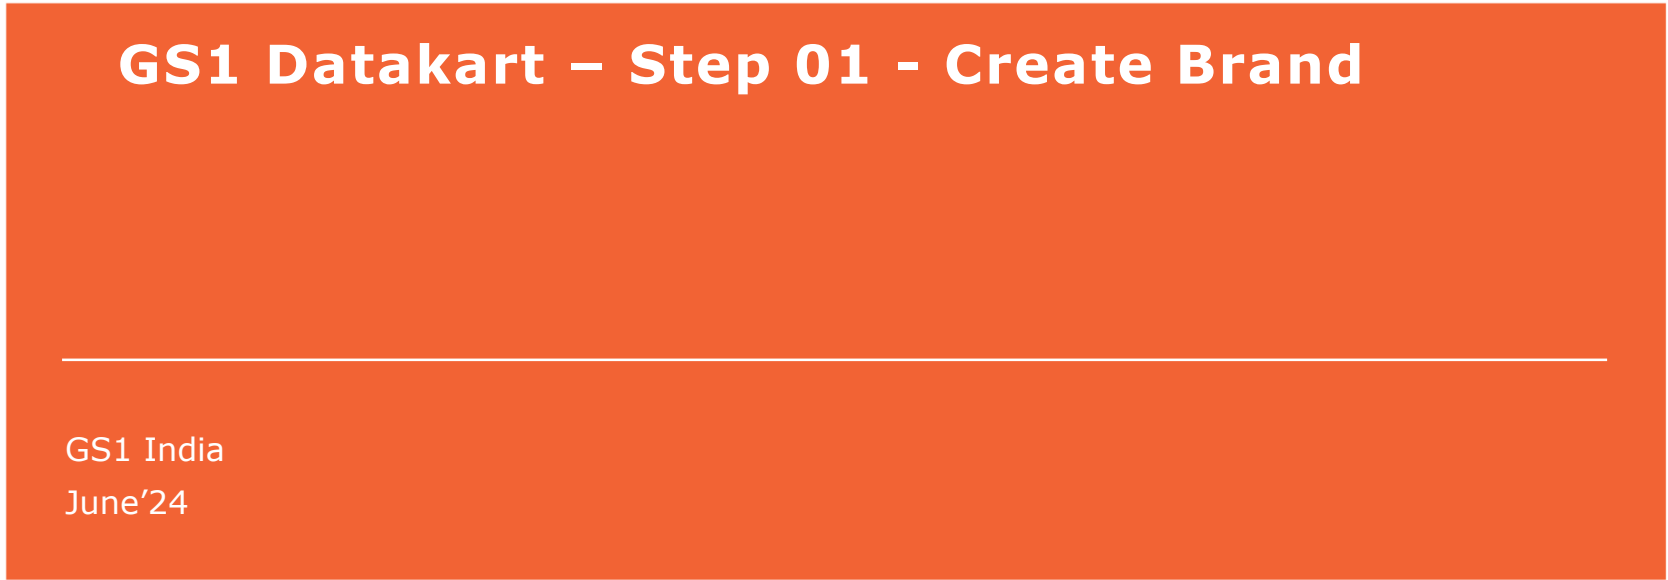 GS1 Datakart – Step 01 - Create Brand
GS1 India
June’24